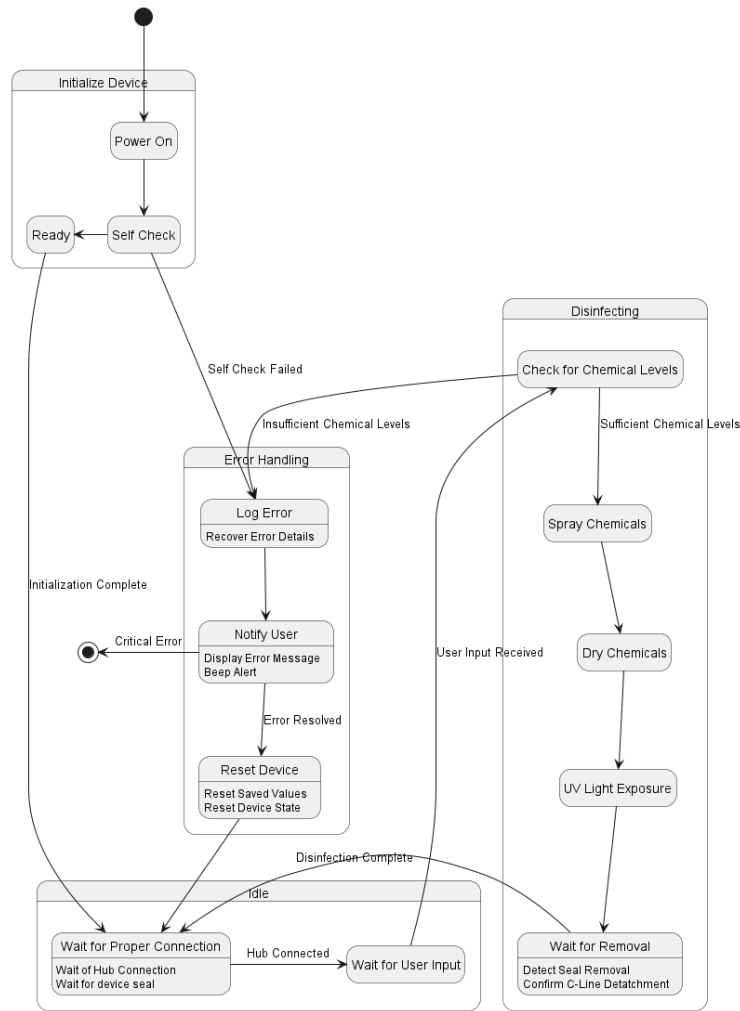 Initialize Device
Power On
Ready
Self Check
Self Check Failed
Disinfecting
Check for Chemical Levels
Insufficient Chemical Levels
Sufficient Chemical Levels
Error Handling
Log Error
Recover Error Details
Spray Chemicals
Initialization Complete
Critical Error
Notify User
Display Error Message
Beep Alert
User Input Received
Dry Chemicals
Error Resolved
Reset Device
Reset Saved Values
Reset Device State
UV Light Exposure
Disinfection Complete
Idle
Wait for Proper Connection
Wait of Hub Connection
Wait for device seal
Hub Connected
Wait for User Input
Wait for Removal
Detect Seal Removal
Confirm C-Line Detatchment